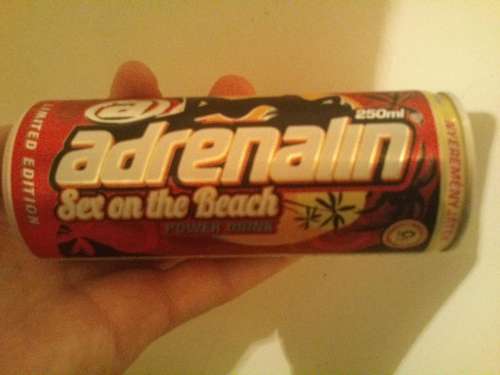 LIMITED EDITION
250ml
adrenalin
Sex on the Beach
POWER DRINK